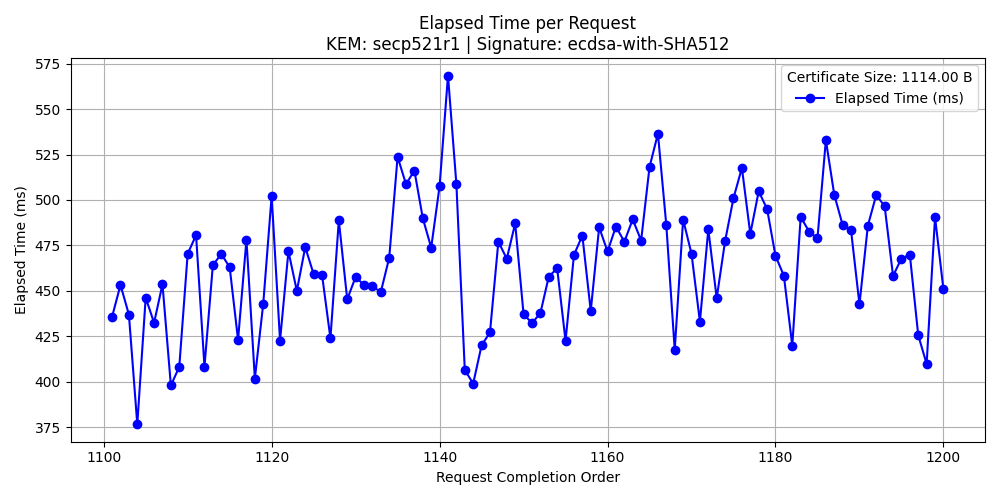 Elapsed Time per Request
KEM: secp521r1 | Signature: ecdsa-with-SHA512
Certificate Size: 1114.00 B
Elapsed Time (ms)
Elapsed Time (ms)
575
550
525
500
475
450
425
400
375
1100 1120 1140 1160 1180 1200
Request Completion Order